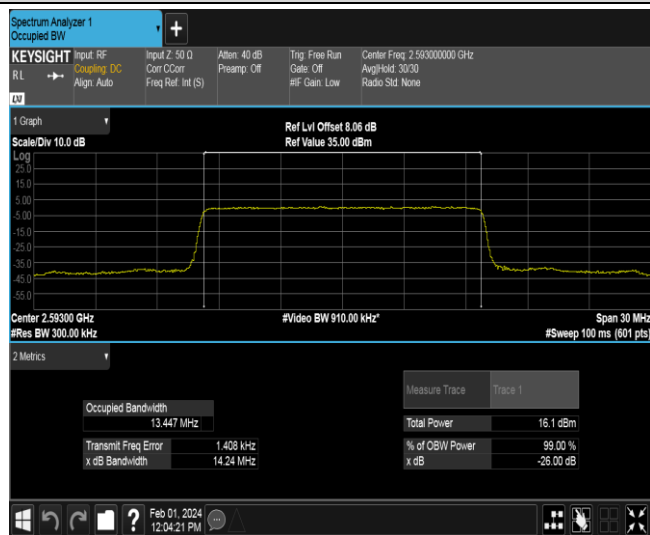 Spectrum Analyzer 1
Occupied BW
+
KEYSIGHT Input: RF Input Z: 50 Ω Atten: 40 dB Trig: Free Run Center Freq: 2.593000000 GHz
RL Coupling: DC Corr CCorr Preamp: Off Gate: Off Avg|Hold: 30/30
Align: Auto Freq Ref: Int (S) #IF Gain: Low Radio Std: None
LXI
1 Graph
Ref Lvl Offset 8.06 dB
Scale/Div 10.0 dB Ref Value 35.00 dBm
Log
25.0
15.0
5.00
-5.00
-15.0
-25.0
-35.0
-45.0
-55.0
Center 2.59300 GHz #Video BW 910.00 kHz* Span 30 MHz
#Res BW 300.00 kHz #Sweep 100 ms (601 pts)
2 Metrics
Measure Trace Trace 1
Occupied Bandwidth
13.447 MHz
Total Power 16.1 dBm
Transmit Freq Error 1.408 kHz % of OBW Power 99.00 %
x dB Bandwidth 14.24 MHz x dB -26.00 dB
? Feb 01, 2024
12:04:21 PM